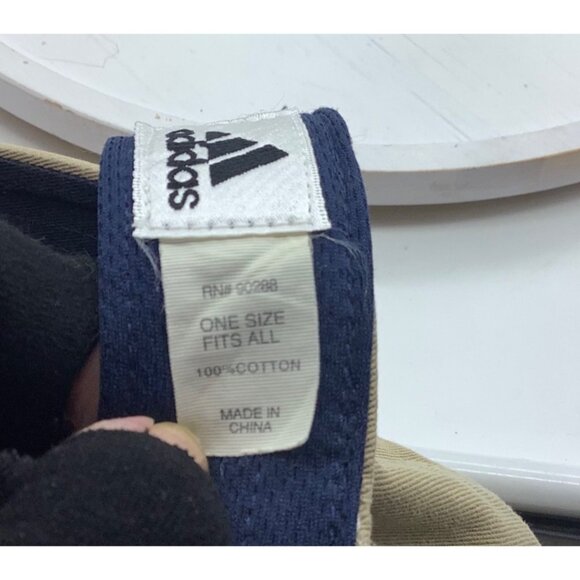 adidas
RN# 90288
ONE SIZE
FITS ALL
100% COTTON
MADE IN
CHINA